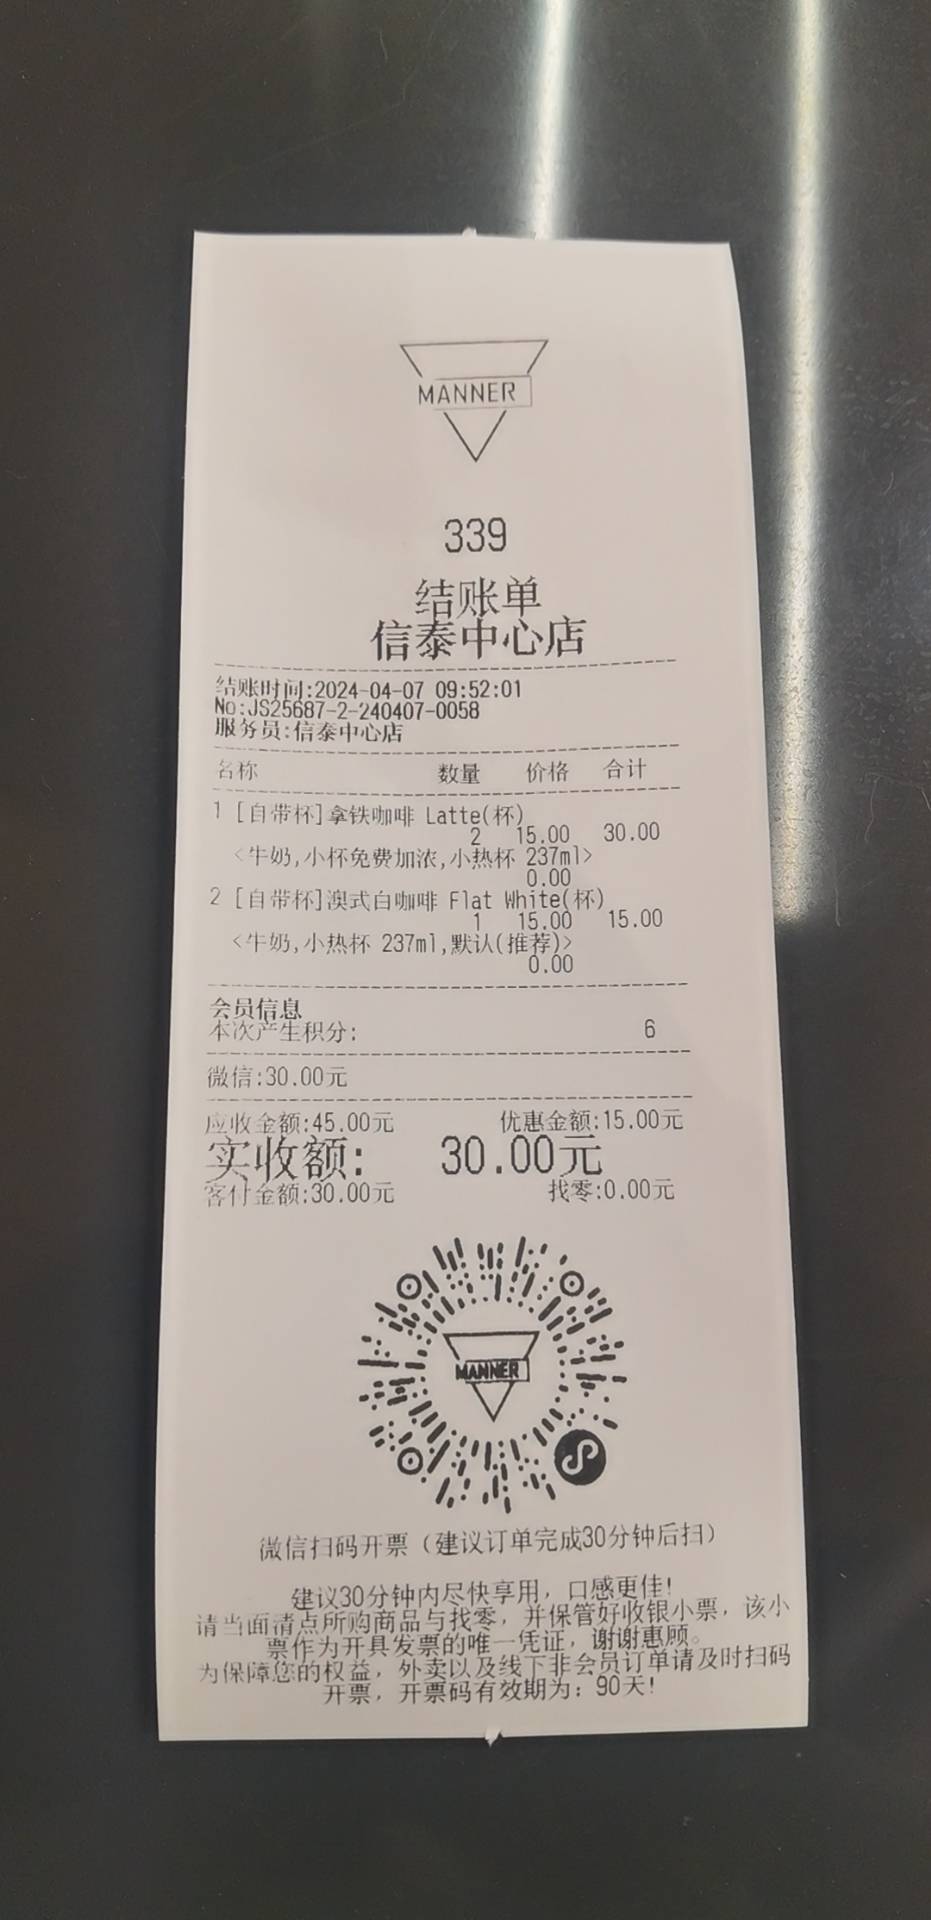 MANNER
339
结账单
信泰中心店
结账时间:2024-04-07 09:52:01
No:JS25687-2-240407-0058
服务员:信泰中心店
名称 数量 价格 合计
1 [自带杯]拿铁咖啡 Latte(杯)
2 15.00 30.00
<牛奶,小杯免费加浓,小热杯 237ml>
0.00
2 [自带杯]澳式白咖啡 Flat White(杯)
1 15.00 15.00
<牛奶,小热杯 237ml,默认(推荐)>
0.00
会员信息
本次产生积分: 6
微信:30.00元
应收金额:45.00元 优惠金额:15.00元
实收额: 30.00元
客付金额:30.00元 找零:0.00元
MANNER
微信扫码开票（建议订单完成30分钟后扫）
建议30分钟内尽快享用，口感更佳!
请当面清点所购商品与找零，并保管好收银小票，该小
票作为开具发票的唯一凭证，谢谢惠顾。
为保障您的权益，外卖以及线下非会员订单请及时扫码
开票，开票码有效期为：90天!